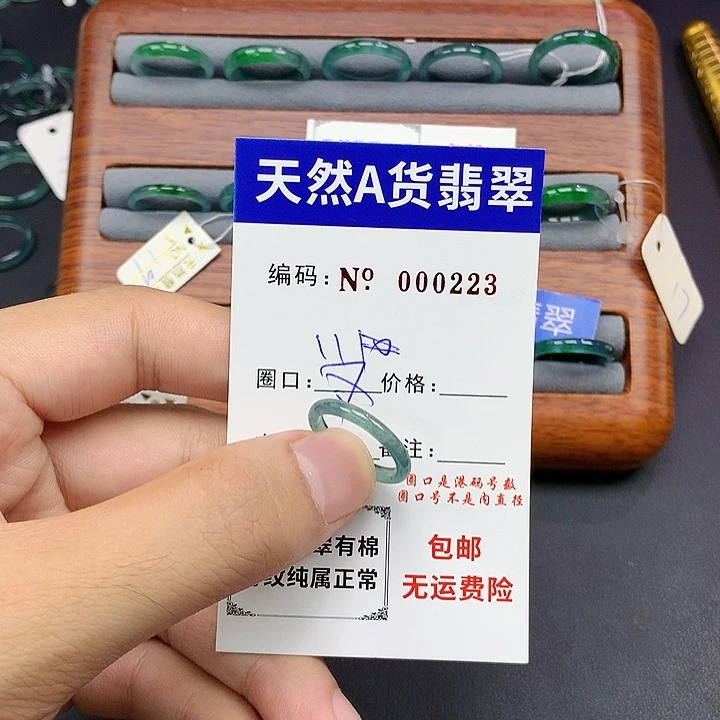 天然A货翡翠
编码: Nº 000223
圈口: 价格:
备注:
圈口是港码号数
圈口号不是内直径
翠有棉
纹纯属正常
包邮
无运费险